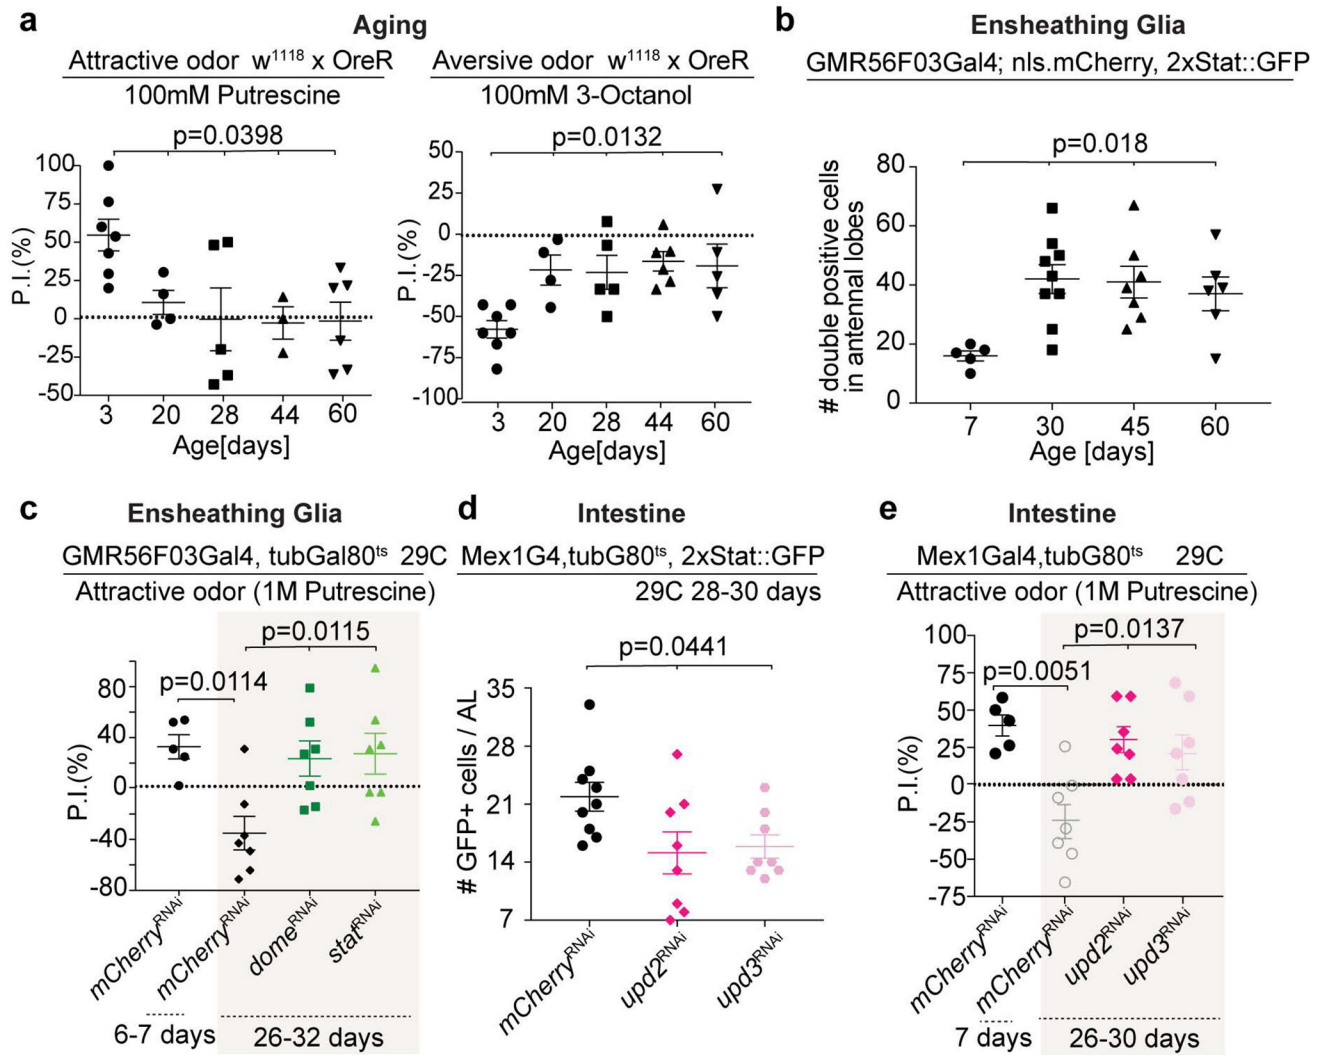 a
Aging
Attractive odor w1118 x OreR
100mM Putrescine
p=0.0398
P.I.(%)
100
75
50
25
0
-25
-50
3 20 28 44 60
Age[days]
Aversive odor w1118 x OreR
100mM 3-Octanol
p=0.0132
P.I.(%)
50
25
0
-25
-50
-75
-100
3 20 28 44 60
Age[days]
b
Ensheathing Glia
GMR56F03Gal4; nls.mCherry, 2xStat::GFP
p=0.018
# double positive cells
in antennal lobes
80
60
40
20
0
7 30 45 60
Age [days]
c
Ensheathing Glia
GMR56F03Gal4, tubGal80ts 29C
Attractive odor (1M Putrescine)
p=0.0115
p=0.0114
P.I.(%)
80
40
0
-40
-80
mCherryRNAi
mCherryRNAi
domeRNAi
statRNAi
6-7 days
26-32 days
d
Intestine
Mex1G4,tubG80ts, 2xStat::GFP
29C 28-30 days
p=0.0441
# GFP+ cells / AL
35
28
21
14
7
mCherryRNAi
upd2RNAi
upd3RNAi
e
Intestine
Mex1Gal4,tubG80ts 29C
Attractive odor (1M Putrescine)
p=0.0137
p=0.0051
P.I.(%)
100
75
50
25
0
-25
-50
-75
mCherryRNAi
mCherryRNAi
upd2RNAi
upd3RNAi
7 days
26-30 days